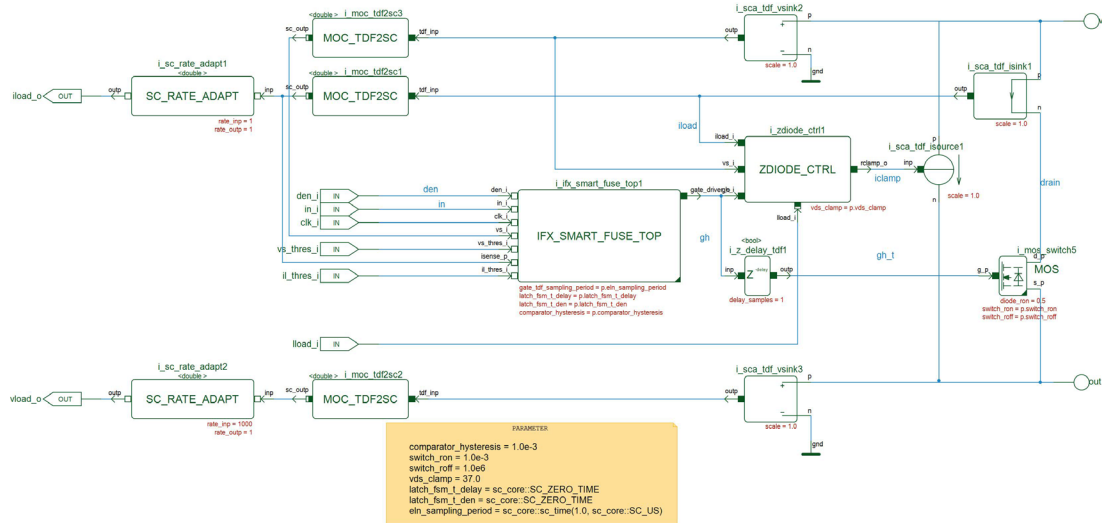 i_moc_tdf2sc3
<double>
sc_outp
MOC_TDF2SC
tdf_inp
i_sca_tdf_vsink2
outp
p
n
gnd
scale = 1.0
i_sc_rate_adapt1
<double>
iload_o
OUT
outp
SC_RATE_ADAPT
inp
rate_inp = 1
rate_outp = 1
i_moc_tdf2sc1
<double>
sc_outp
MOC_TDF2SC
tdf_inp
i_sca_tdf_isink1
outp
p
n
scale = 1.0
iload
i_zdiode_ctrl1
iload_i
vs_i
ZDIODE_CTRL
rclamp_o
vds_clamp = p.vds_clamp
iclamp
i_sca_tdf_isource1
inp
p
n
scale = 1.0
drain
i_ifx_smart_fuse_top1
den_i
IN
den
den_i
in_i
IN
in
in_i
clk_i
IN
clk_i
vs_i
vs_thres_i
IN
vs_thres_i
isense_p
il_thres_i
IN
il_thres_i
IFX_SMART_FUSE_TOP
gate_tdf_sampling_period = p.eln_sampling_period
latch_fsm_t_delay = p.latch_fsm_t_delay
latch_fsm_t_den = p.latch_fsm_t_den
comparator_hysteresis = p.comparator_hysteresis
gh
<bool>
i_z_delay_tdf1
inp
z
-delay
outp
delay_samples = 1
gh_t
i_mos_switch5
d_p
MOS
g_p
s_p
diode_ron = 0.5
switch_ron = p.switch_ron
switch_roff = p.switch_roff
IN
i_sc_rate_adapt2
<double>
vload_o
OUT
outp
SC_RATE_ADAPT
inp
rate_inp = 1000
rate_outp = 1
i_moc_tdf2sc2
<double>
sc_outp
MOC_TDF2SC
tdf_inp
i_sca_tdf_vsink3
outp
p
n
gnd
scale = 1.0
out
PARAMETER
comparator_hysteresis = 1.0e-3
switch_ron = 1.0e-3
switch_roff = 1.0e6
vds_clamp = 37.0
latch_fsm_t_delay = sc_core::SC_ZERO_TIME
latch_fsm_t_den = sc_core::SC_ZERO_TIME
eln_sampling_period = sc_core::sc_time(1.0, sc_core::SC_US)